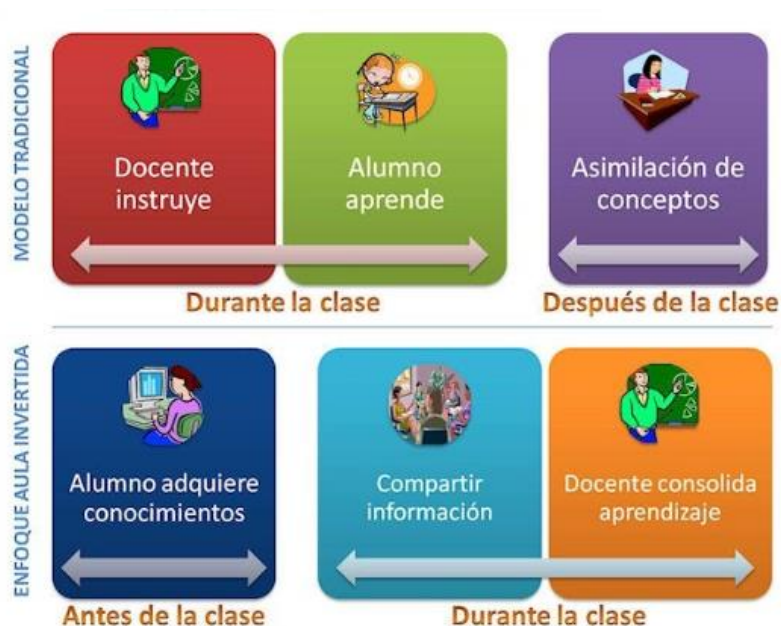 MODELO TRADICIONAL
Docente
instruye
Alumno
aprende
Asimilación de
conceptos
Durante la clase
Después de la clase
ENFOQUE AULA INVERTIDA
Alumno adquiere
conocimientos
Compartir
información
Docente consolida
aprendizaje
Antes de la clase
Durante la clase